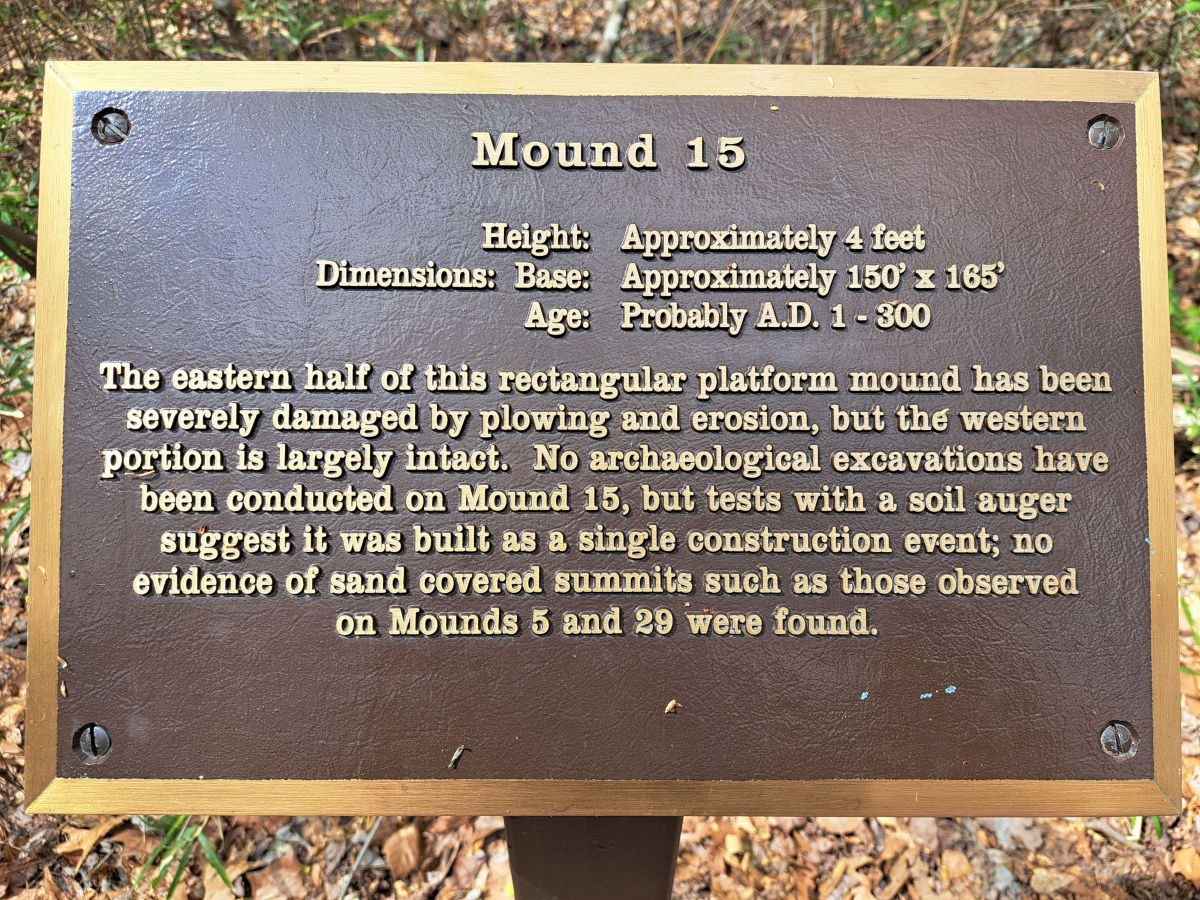 Mound 15
Height: Approximately 4 feet
Dimensions: Base: Approximately 150' x 165'
Age: Probably A.D. 1 - 300
The eastern half of this rectangular platform mound has been
severely damaged by plowing and erosion, but the western
portion is largely intact. No archaeological excavations have
been conducted on Mound 15, but tests with a soil auger
suggest it was built as a single construction event; no
evidence of sand covered summits such as those observed
on Mounds 5 and 29 were found.